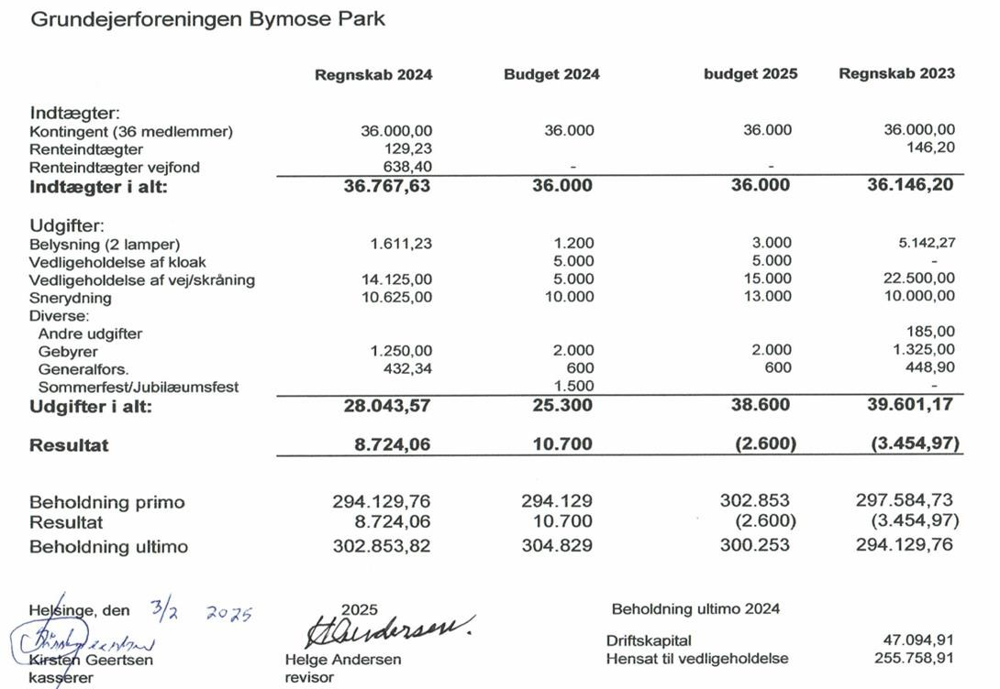 Grundejerforeningen Bymose Park
Regnskab 2024 Budget 2024 budget 2025 Regnskab 2023
Indtægter:
Kontingent (36 medlemmer) 36.000,00 36.000 36.000 36.000,00
Renteindtægter 129,23 146,20
Renteindtægter vejfond 638,40 - -
Indtægter i alt: 36.767,63 36.000 36.000 36.146,20
Udgifter:
Belysning (2 lamper) 1.611,23 1.200 3.000 5.142,27
Vedligeholdelse af kloak 5.000 5.000 -
Vedligeholdelse af vej/skråning 14.125,00 5.000 15.000 22.500,00
Snerydning 10.625,00 10.000 13.000 10.000,00
Diverse:
Andre udgifter 185,00
Gebyrer 1.250,00 2.000 2.000 1.325,00
Generalfors. 432,34 600 600 448,90
Sommerfest/Jubilæumsfest 1.500 -
Udgifter i alt: 28.043,57 25.300 38.600 39.601,17
Resultat 8.724,06 10.700 (2.600) (3.454,97)
Beholdning primo 294.129,76 294.129 302.853 297.584,73
Resultat 8.724,06 10.700 (2.600) (3.454,97)
Beholdning ultimo 302.853,82 304.829 300.253 294.129,76
Helsinge, den 3/2 2025 2025 Beholdning ultimo 2024
HAndersen.
Driftskapital 47.094,91
Kirsten Geertsen Helge Andersen Hensat til vedligeholdelse 255.758,91
kasserer revisor